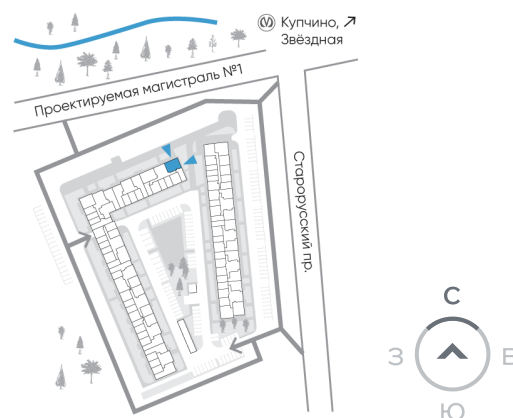 Купчино, ↗
Звёздная
Проектируемая магистраль №1
Старорусский пр.
С
З
В
Ю